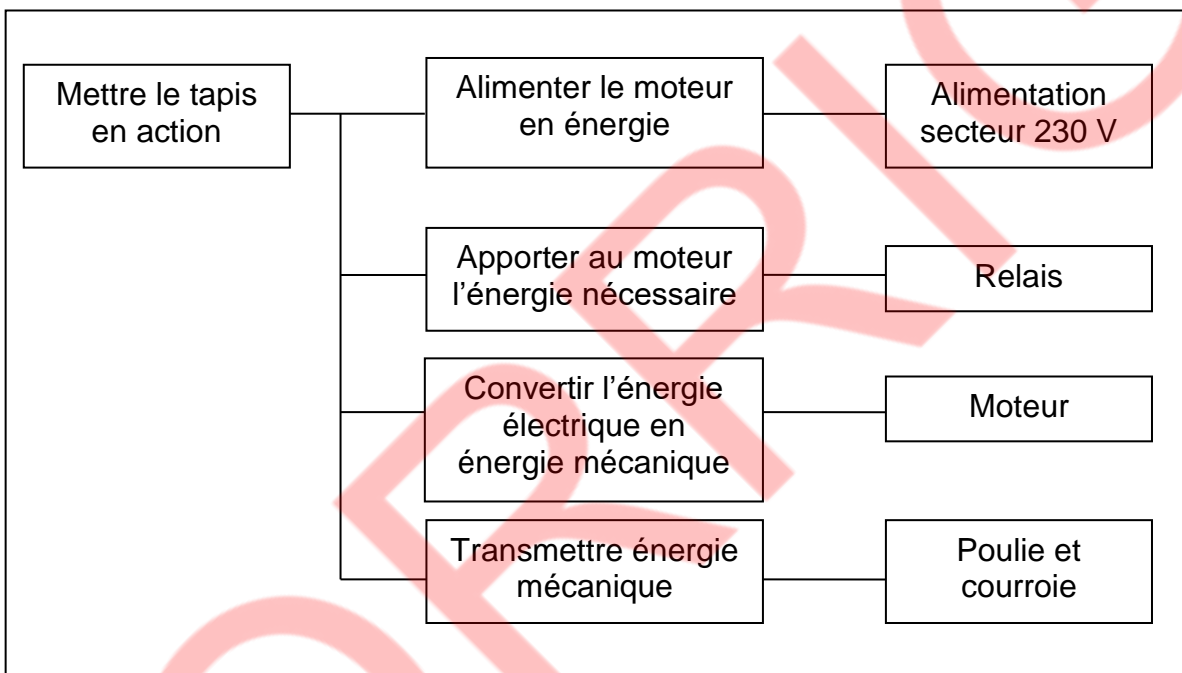 Mettre le tapis
en action
Alimenter le moteur
en énergie
Alimentation
secteur 230 V
Apporter au moteur
l’énergie nécessaire
Relais
Convertir l’énergie
électrique en
énergie mécanique
Moteur
Transmettre énergie
mécanique
Poulie et
courroie